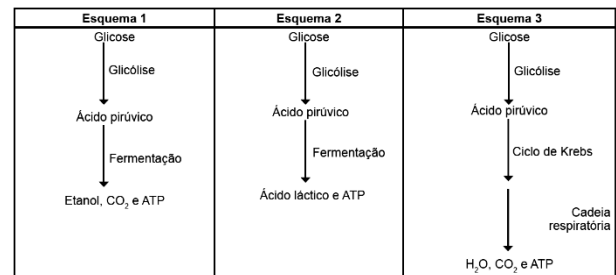 Esquema 1
Glicose
Glicólise
Ácido pirúvico
Fermentação
Etanol, CO₂ e ATP
Esquema 2
Glicose
Glicólise
Ácido pirúvico
Fermentação
Ácido láctico e ATP
Esquema 3
Glicose
Glicólise
Ácido pirúvico
Ciclo de Krebs
Cadeia
respiratória
H₂O, CO₂ e ATP